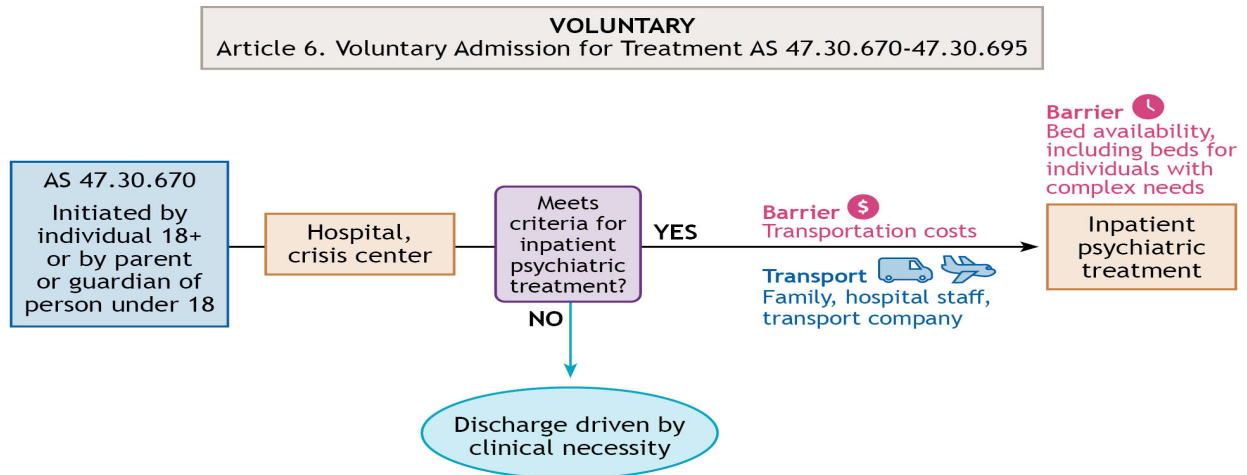 VOLUNTARY
Article 6. Voluntary Admission for Treatment AS 47.30.670-47.30.695
AS 47.30.670
Initiated by
individual 18+
or by parent
or guardian of
person under 18
Hospital,
crisis center
Meets
criteria for
inpatient
psychiatric
treatment?
YES
NO
Discharge driven by
clinical necessity
Barrier $
Transportation costs
Transport
Family, hospital staff,
transport company
Barrier
Bed availability,
including beds for
individuals with
complex needs
Inpatient
psychiatric
treatment